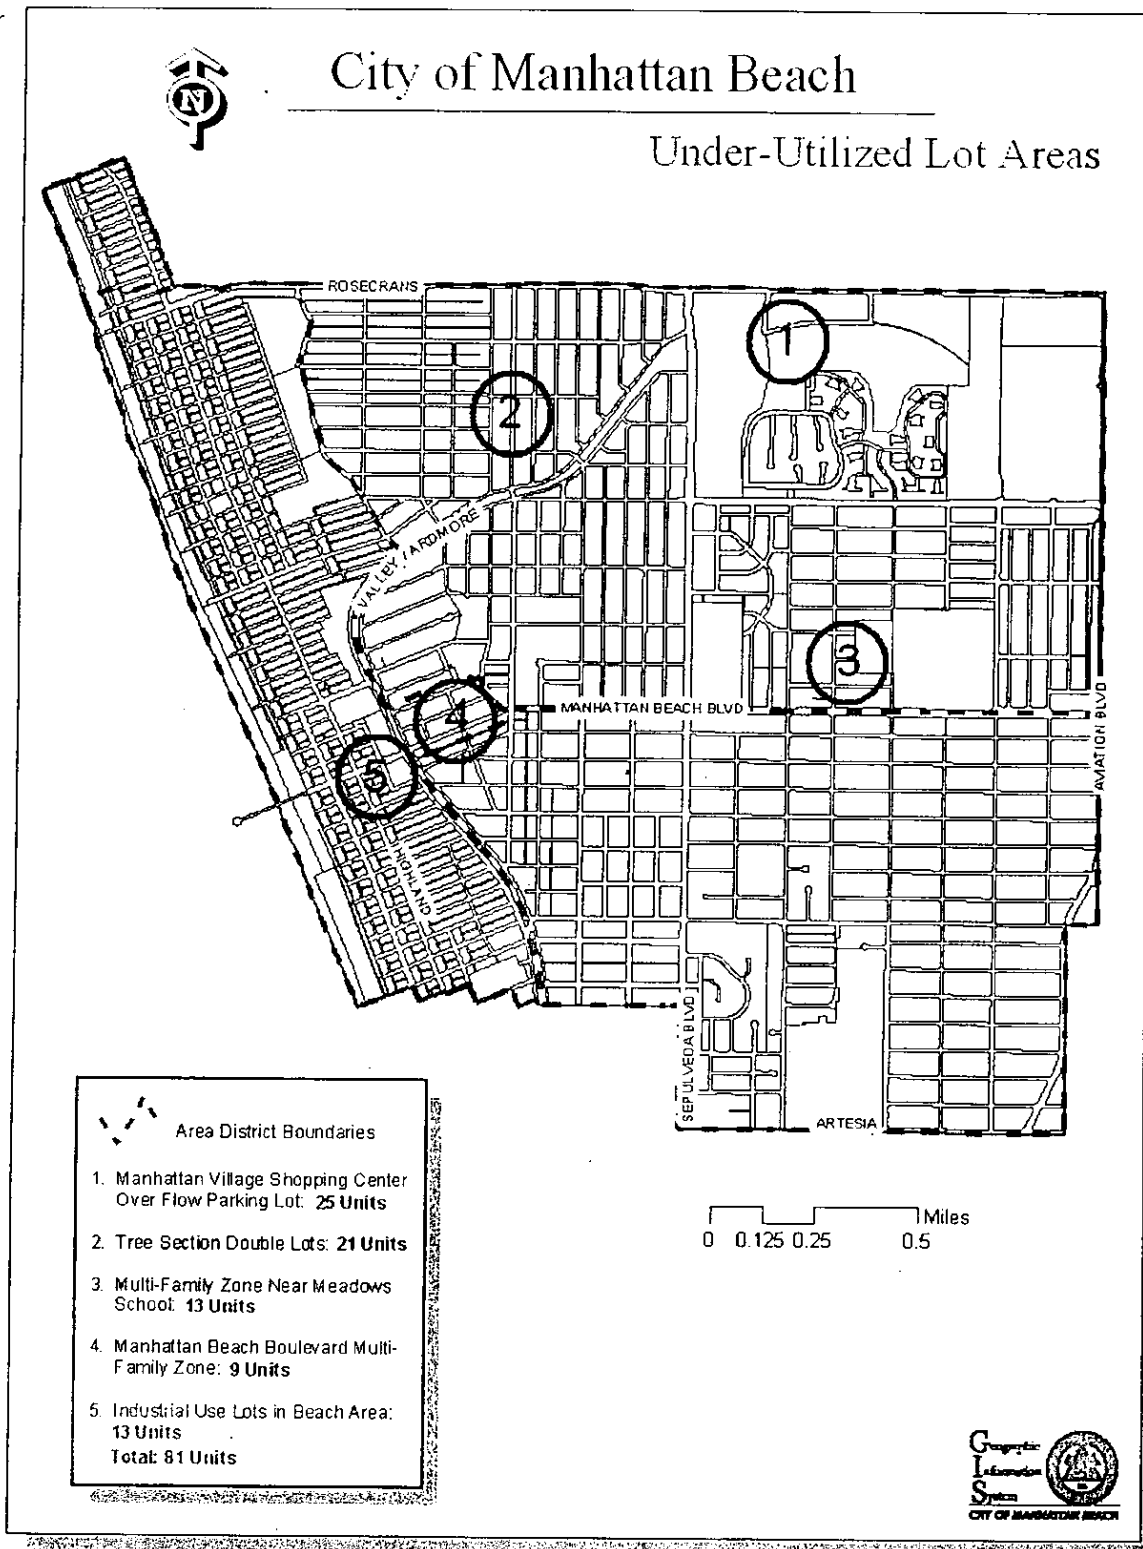 City of Manhattan Beach
N
Under-Utilized Lot Areas
ROSECRANS
1
2
VALLEY / ARDMORE
3
4
MANHATTAN BEACH BLVD
AVIATION BLVD
5
HIGHLAND
SEPULVEDA BLVD
ARTESIA
Area District Boundaries
1. Manhattan Village Shopping Center
Over Flow Parking Lot: 25 Units
2. Tree Section Double Lots: 21 Units
3. Multi-Family Zone Near Meadows
School: 13 Units
4. Manhattan Beach Boulevard Multi-
Family Zone: 9 Units
5. Industrial Use Lots in Beach Area:
13 Units
Total: 81 Units
Miles
0 0.125 0.25 0.5
Geographic
Information
System
CITY OF MANHATTAN BEACH